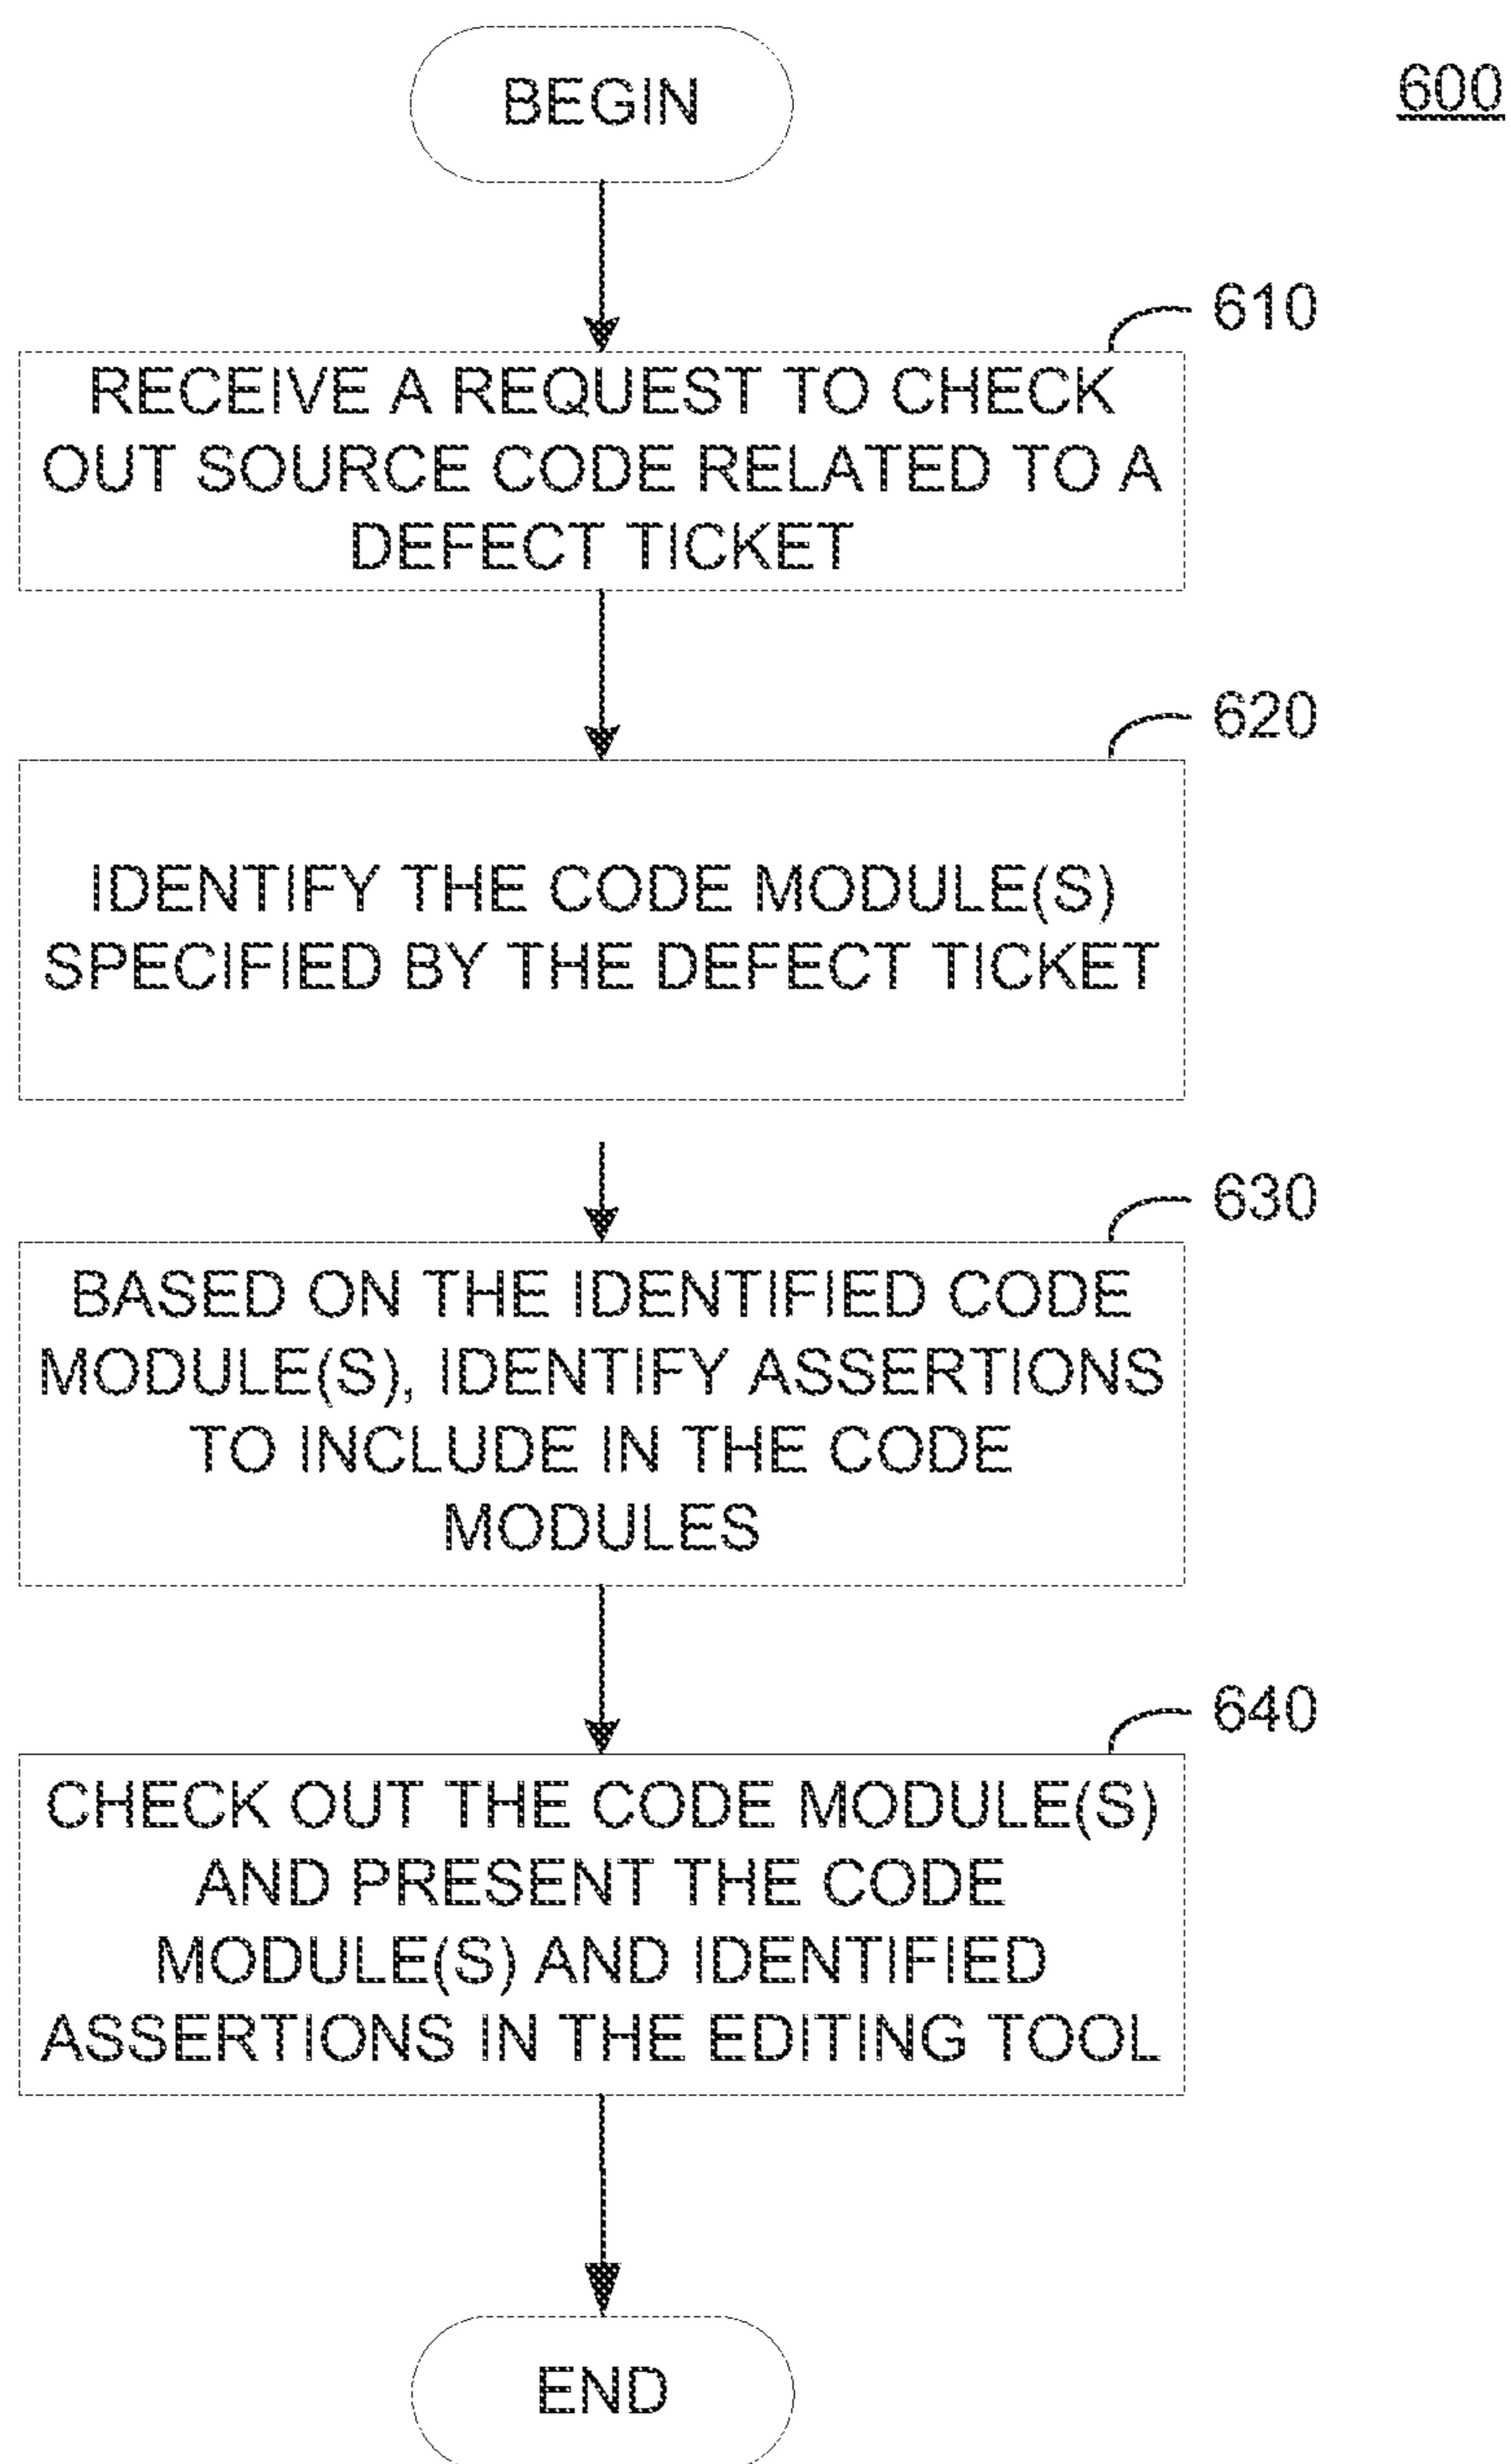 BEGIN
600
610
RECEIVE A REQUEST TO CHECK
OUT SOURCE CODE RELATED TO A
DEFECT TICKET
620
IDENTIFY THE CODE MODULE(S)
SPECIFIED BY THE DEFECT TICKET
630
BASED ON THE IDENTIFIED CODE
MODULE(S), IDENTIFY ASSERTIONS
TO INCLUDE IN THE CODE
MODULES
640
CHECK OUT THE CODE MODULE(S)
AND PRESENT THE CODE
MODULE(S) AND IDENTIFIED
ASSERTIONS IN THE EDITING TOOL
END